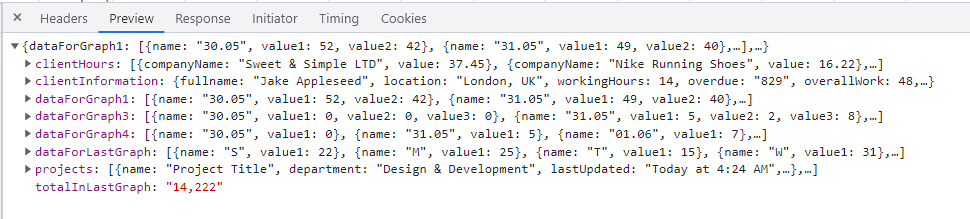 × Headers Preview Response Initiator Timing Cookies
▼{dataForGraph1: [{name: "30.05", value1: 52, value2: 42}, {name: "31.05", value1: 49, value2: 40},…],…}
▶clientHours: [{companyName: "Sweet & Simple LTD", value: 37.45}, {companyName: "Nike Running Shoes", value: 16.22},…]
▶clientInformation: {fullname: "Jake Appleseed", location: "London, UK", workingHours: 14, overdue: "829", overallWork: 48,…}
▶dataForGraph1: [{name: "30.05", value1: 52, value2: 42}, {name: "31.05", value1: 49, value2: 40},…]
▶dataForGraph3: [{name: "30.05", value1: 0, value2: 0, value3: 0}, {name: "31.05", value1: 5, value2: 2, value3: 8},…]
▶dataForGraph4: [{name: "30.05", value1: 0}, {name: "31.05", value1: 5}, {name: "01.06", value1: 7},…]
▶dataForLastGraph: [{name: "S", value1: 22}, {name: "M", value1: 25}, {name: "T", value1: 15}, {name: "W", value1: 31},…]
▶projects: [{name: "Project Title", department: "Design & Development", lastUpdated: "Today at 4:24 AM",…},…]
totalInLastGraph: "14,222"